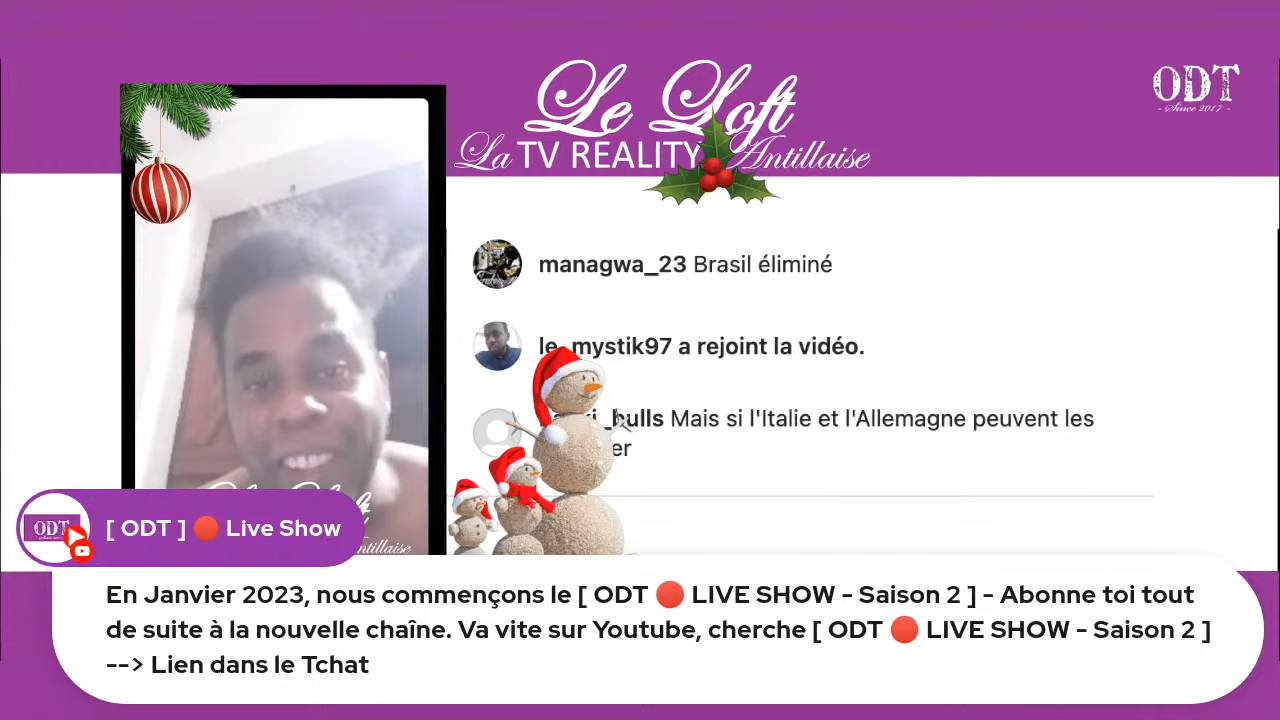 Le Loft
La TV REALITY Antillaise
ODT
- Since 2017 -
managwa_23 Brasil éliminé
le_mystik97 a rejoint la vidéo.
bulls Mais si l'Italie et l'Allemagne peuvent les
er
ODT
[ ODT ] 🔴 Live Show
ntillaise
En Janvier 2023, nous commençons le [ ODT 🔴 LIVE SHOW - Saison 2 ] - Abonne toi tout
de suite à la nouvelle chaîne. Va vite sur Youtube, cherche [ ODT 🔴 LIVE SHOW - Saison 2 ]
--> Lien dans le Tchat